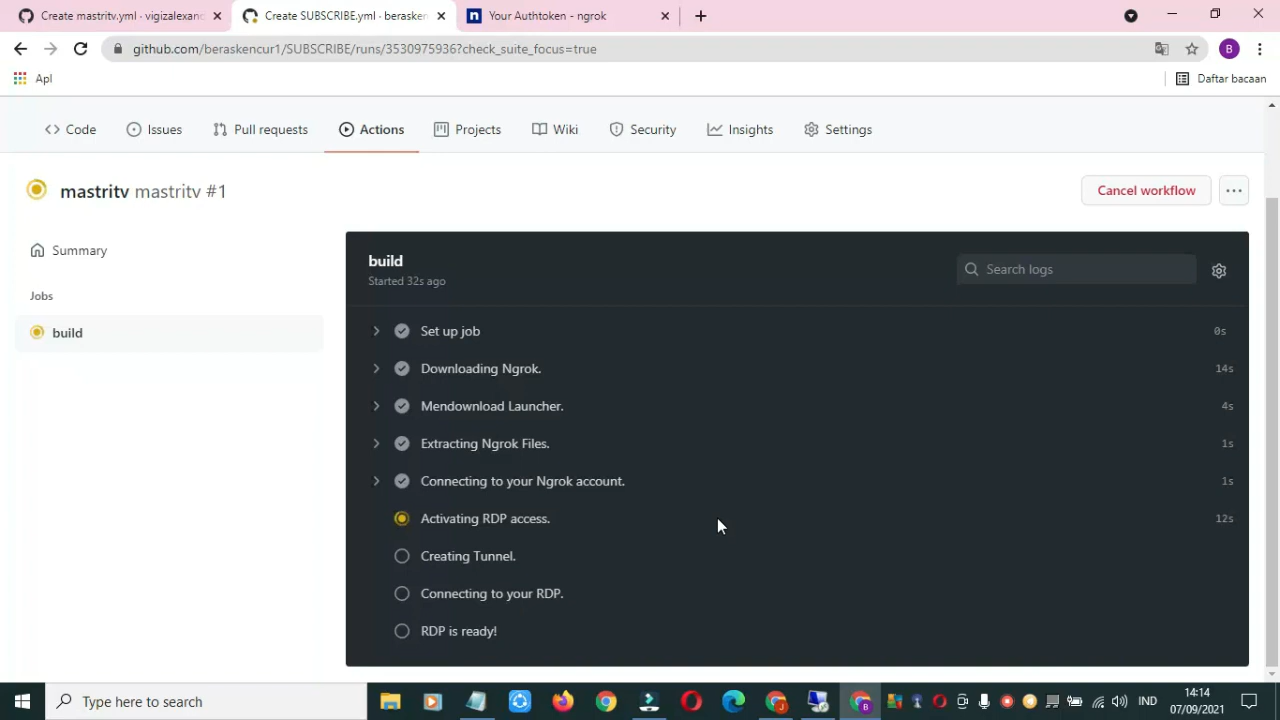 Create mastritv.yml · vigizalexand
Create SUBSCRIBE.yml · berasken
Your Authtoken - ngrok
github.com/beraskencur1/SUBSCRIBE/runs/3530975936?check_suite_focus=true
B
Apl
Daftar bacaan
Code
Issues
Pull requests
Actions
Projects
Wiki
Security
Insights
Settings
mastritv mastritv #1
Cancel workflow
Summary
Jobs
build
build
Started 32s ago
Search logs
Set up job 0s
Downloading Ngrok. 14s
Mendownload Launcher. 4s
Extracting Ngrok Files. 1s
Connecting to your Ngrok account. 1s
Activating RDP access. 12s
Creating Tunnel.
Connecting to your RDP.
RDP is ready!
Type here to search
IND
14:14
07/09/2021